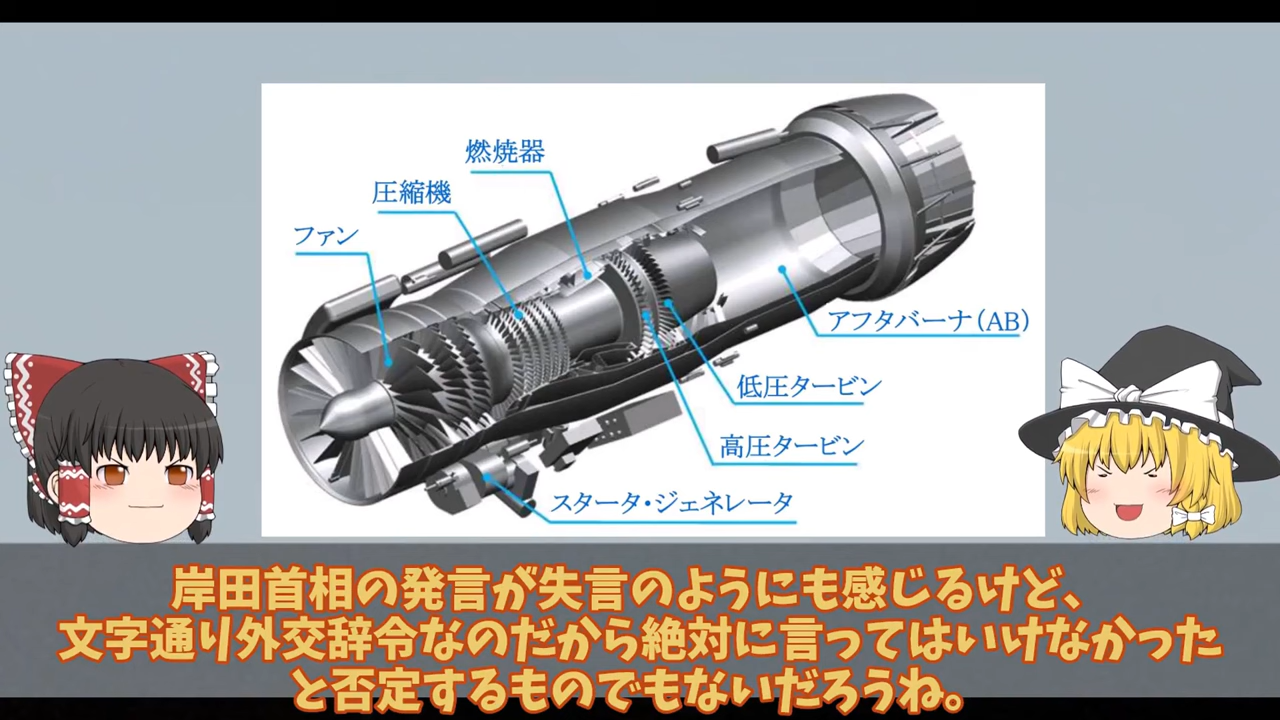 燃焼器
圧縮機
ファン
アフタバーナ(AB)
低圧タービン
高圧タービン
スタータ・ジェネレータ
岸田首相の発言が失言のようにも感じるけど、
文字通り外交辞令なのだから絶対に言ってはいけなかった
と否定するものでもないだろうね。